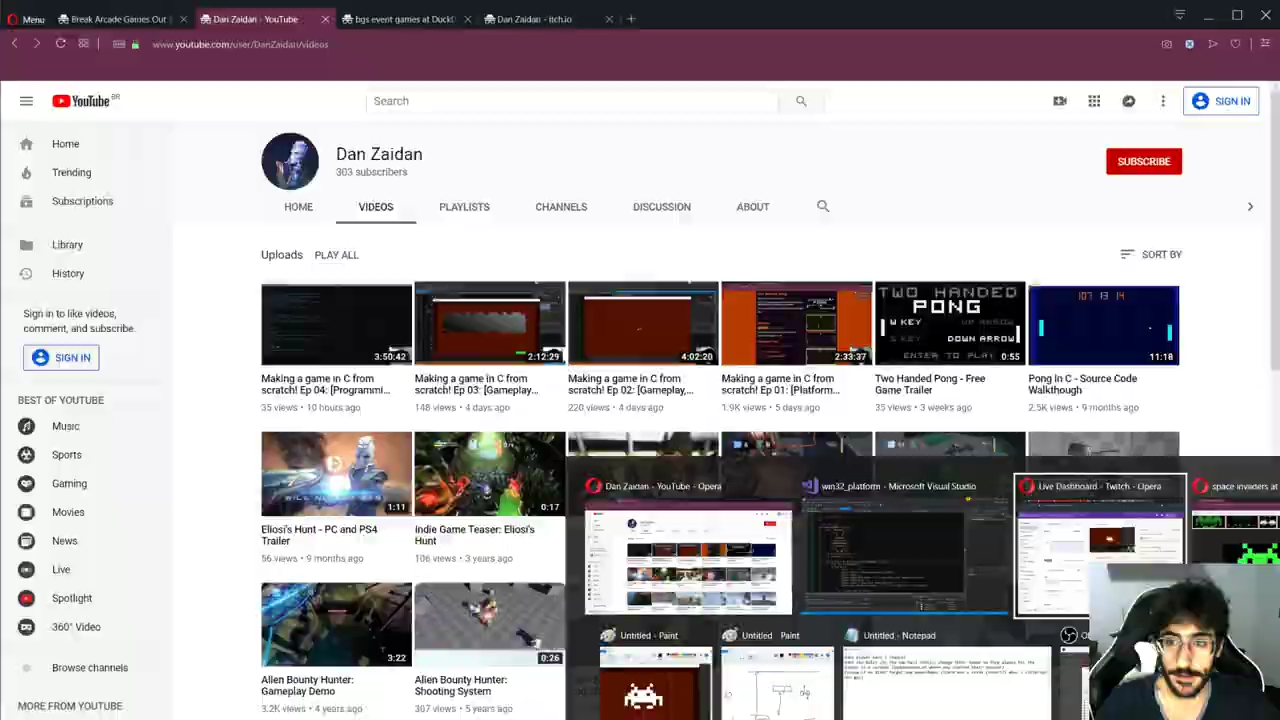 Menu
Break Arcade Games Out
Dan Zaidan - YouTube
bgs event games at Duck
Dan Zaidan - itch.io
www.youtube.com/user/DanZaidan/videos
YouTube BR
Search
SIGN IN
Home
Trending
Subscriptions
Library
History
Sign in to like videos,
comment, and subscribe.
SIGN IN
BEST OF YOUTUBE
Music
Sports
Gaming
Movies
News
Live
Spotlight
360° Video
Browse channels
MORE FROM YOUTUBE
Dan Zaidan
303 subscribers
SUBSCRIBE
HOME
VIDEOS
PLAYLISTS
CHANNELS
DISCUSSION
ABOUT
Uploads
PLAY ALL
SORT BY
3:50:42
Making a game in C from
scratch! Ep 04: [Programmi...
35 views • 10 hours ago
2:12:29
Making a game in C from
scratch! Ep 03: [Gameplay...
148 views • 4 days ago
4:02:20
Making a game in C from
scratch! Ep 02: [Gameplay,...
220 views • 4 days ago
2:33:37
Making a game in C from
scratch! Ep 01: [Platform...
1.9K views • 5 days ago
TWO HANDED
PONG
W KEY
UP ARROW
DOWN ARROW
ENTER TO PLAY
0:55
Two Handed Pong - Free
Game Trailer
35 views • 3 weeks ago
107 13 14
11:18
Pong in C - Source Code
Walkthrough
2.5K views • 9 months ago
1:11
Eliosi's Hunt - PC and PS4
Trailer
56 views • 9 months ago
0:17
Indie Game Teaser: Eliosi's
Hunt
106 views • 3 years ago
3:22
Alien Bounty Hunter:
Gameplay Demo
3.2K views • 4 years ago
0:26
Alien Bounty Hunter:
Shooting System
307 views • 5 years ago
Dan Zaidan - YouTube - Opera
win32_platform - Microsoft Visual Studio
Live Dashboard - Twitch - Opera
space invaders at
Untitled - Paint
Untitled - Paint
Untitled - Notepad